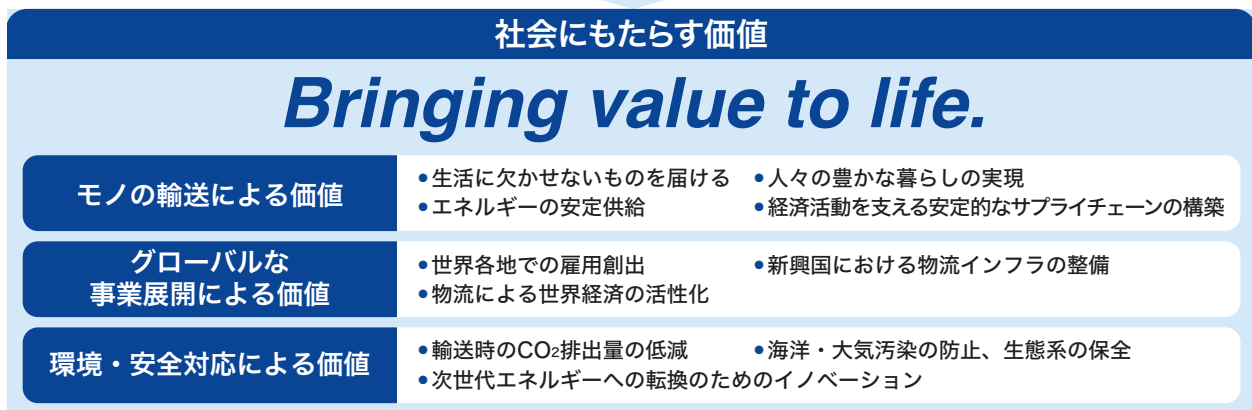 社会にもたらす価値
Bringing value to life.
モノの輸送による価値
•生活に欠かせないものを届ける •人々の豊かな暮らしの実現
•エネルギーの安定供給 •経済活動を支える安定的なサプライチェーンの構築
グローバルな
事業展開による価値
•世界各地での雇用創出 •新興国における物流インフラの整備
•物流による世界経済の活性化
環境・安全対応による価値
•輸送時のCO₂排出量の低減 •海洋・大気汚染の防止、生態系の保全
•次世代エネルギーへの転換のためのイノベーション